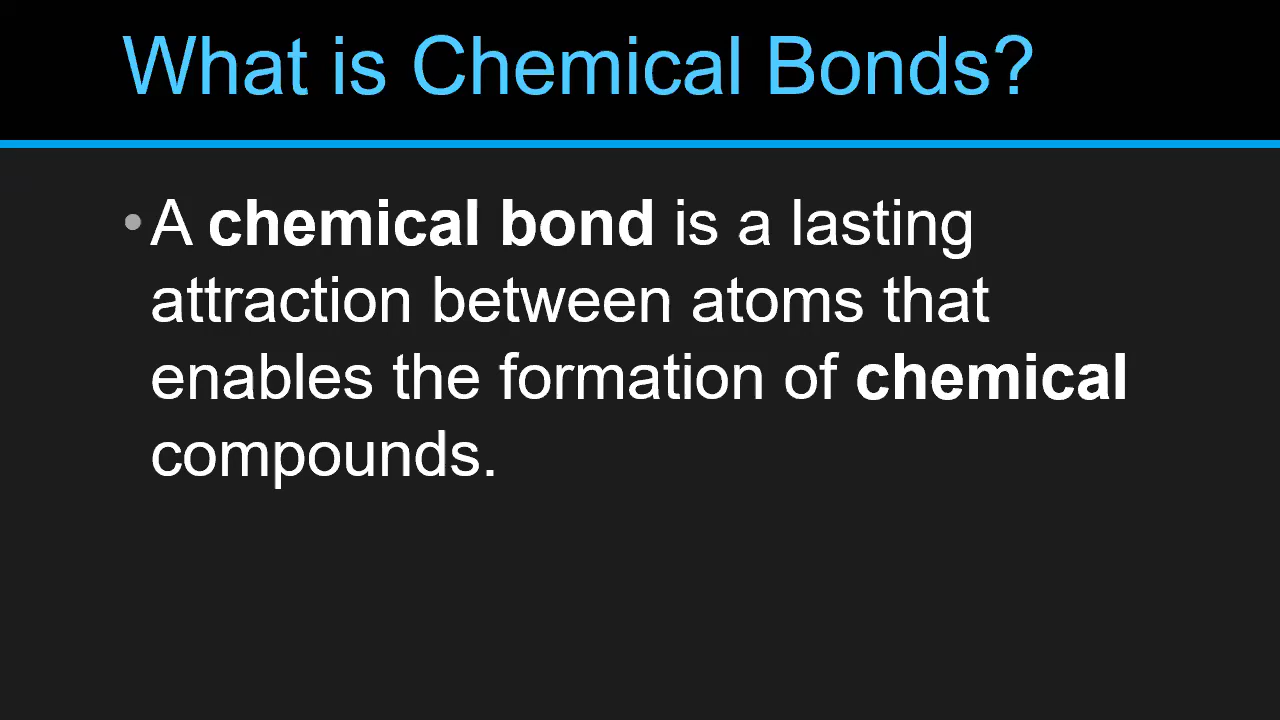 What is Chemical Bonds?
•A chemical bond is a lasting
attraction between atoms that
enables the formation of chemical
compounds.